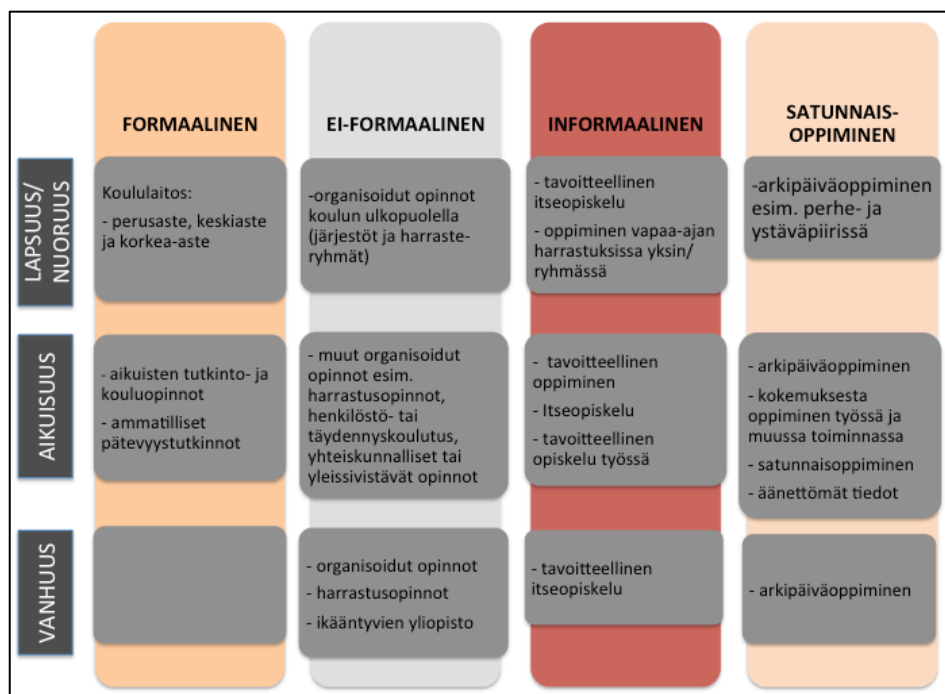 FORMAALINEN
EI-FORMAALINEN
INFORMAALINEN
SATUNNAIS-
OPPIMINEN
LAPSUUS/
NUORUUS
Koululaitos:
- perusaste, keskiaste
ja korkea-aste
-organisoidut opinnot
koulun ulkopuolella
(järjestöt ja harraste-
ryhmät)
- tavoitteellinen
itseopiskelu
- oppiminen vapaa-ajan
harrastuksissa yksin/
ryhmässä
-arkipäiväoppiminen
esim. perhe- ja
ystäväpiirissä
AIKUISUUS
- aikuisten tutkinto- ja
kouluopinnot
- ammatilliset
pätevyystutkinnot
- muut organisoidut
opinnot esim.
harrastusopinnot,
henkilöstö- tai
täydennyskoulutus,
yhteiskunnalliset tai
yleissivistävät opinnot
- tavoitteellinen
oppiminen
- Itseopiskelu
- tavoitteellinen
opiskelu työssä
- arkipäiväoppiminen
- kokemuksesta
oppiminen työssä ja
muussa toiminnassa
- satunnaisoppiminen
- äänettömät tiedot
VANHUUS
- organisoidut opinnot
- harrastusopinnot
- ikääntyvien yliopisto
- tavoitteellinen
itseopiskelu
- arkipäiväoppiminen